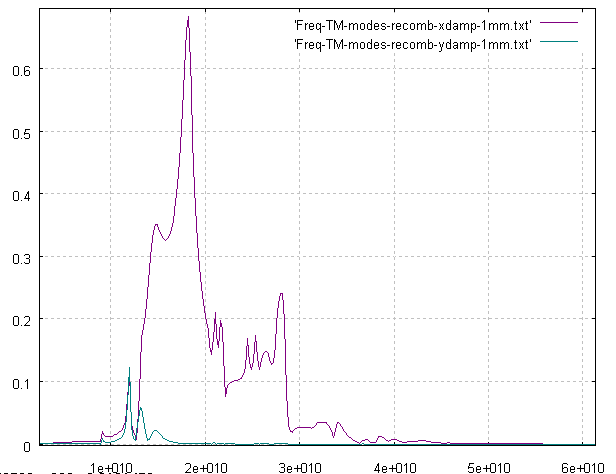 'Freq-TM-modes-recomb-xdamp-1mm.txt'
'Freq-TM-modes-recomb-ydamp-1mm.txt'
0.6
0.5
0.4
0.3
0.2
0.1
0
1e+010 2e+010 3e+010 4e+010 5e+010 6e+010